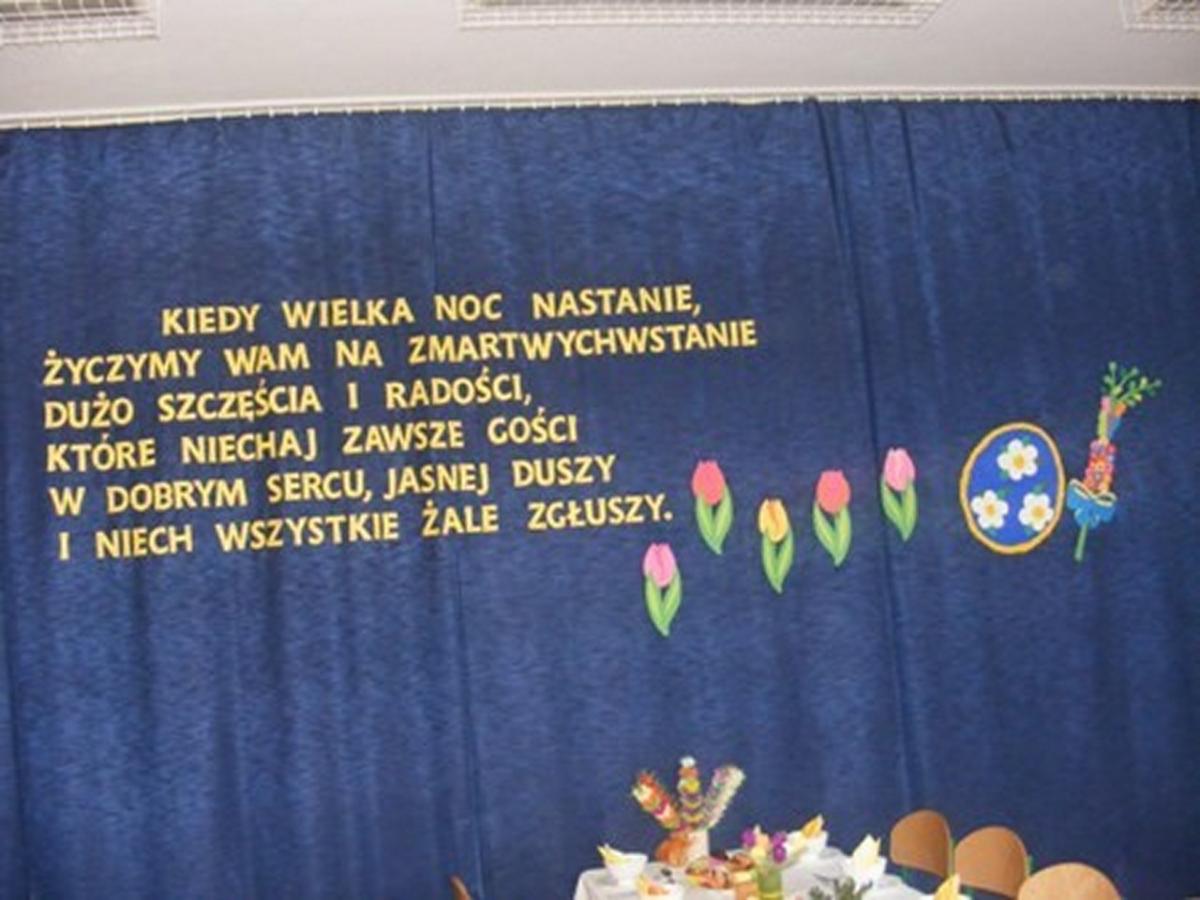 KIEDY WIELKA NOC NASTANIE,
ŻYCZYMY WAM NA ZMARTWYCHWSTANIE
DUŻO SZCZĘŚCIA I RADOŚCI,
KTÓRE NIECHAJ ZAWSZE GOŚCI
W DOBRYM SERCU, JASNEJ DUSZY
I NIECH WSZYSTKIE ŻALE ZGŁUSZY.